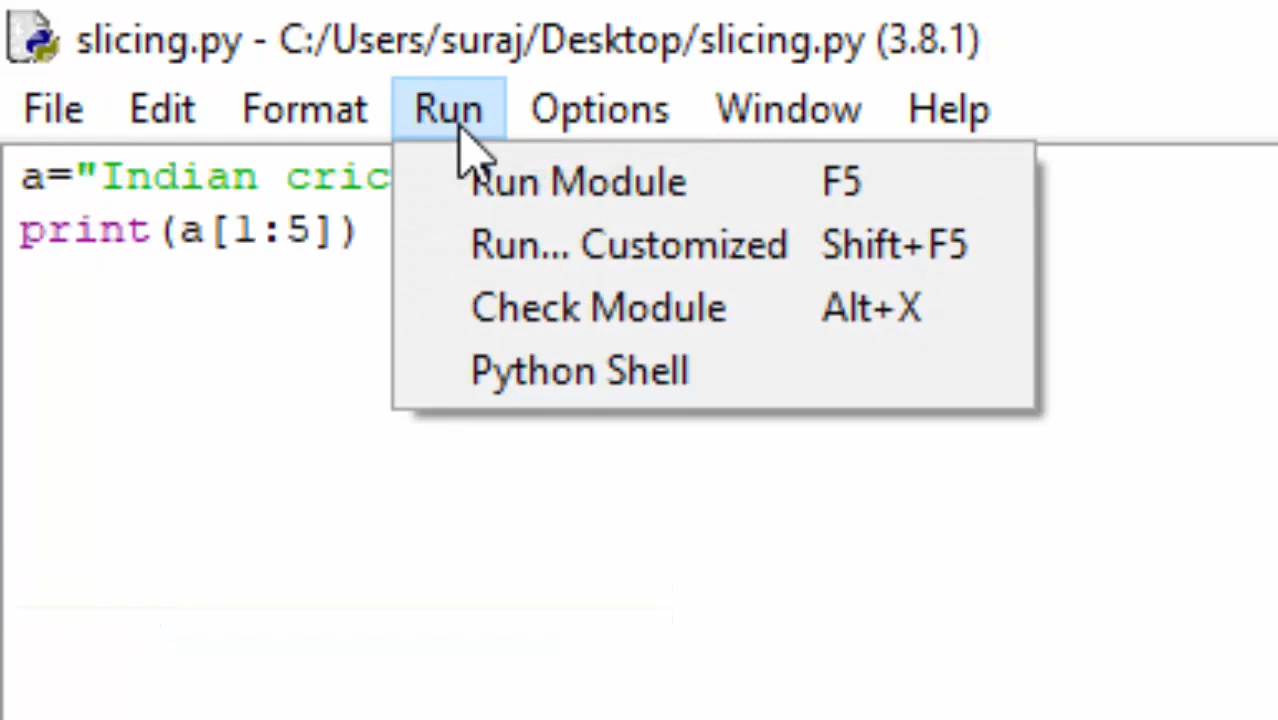 slicing.py - C:/Users/suraj/Desktop/slicing.py (3.8.1)
File Edit Format Run Options Window Help
a="Indian cric
print(a[1:5])
Run Module F5
Run... Customized Shift+F5
Check Module Alt+X
Python Shell